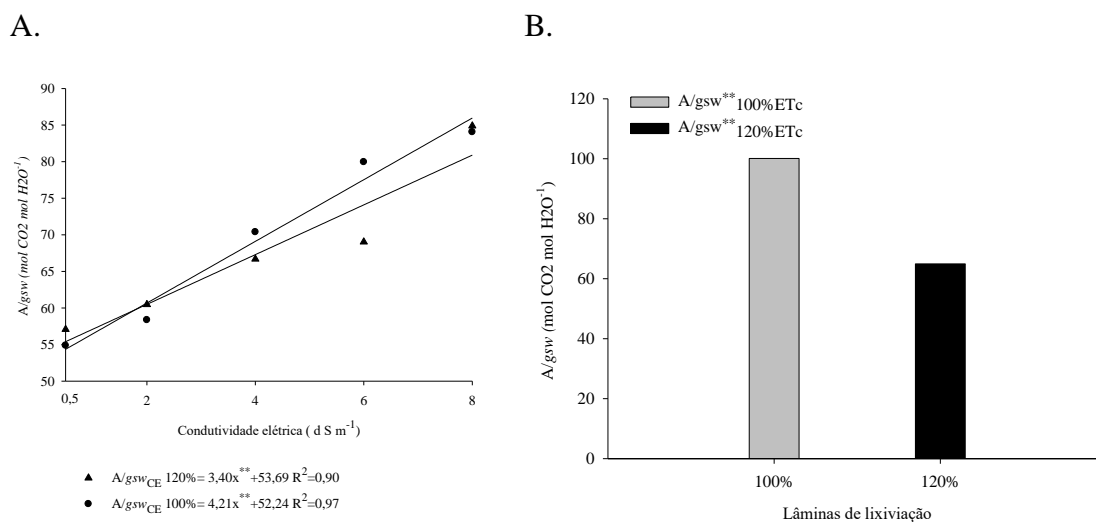 A.
B.
A/gsw (mol CO2 mol H2O⁻¹)
90
85
80
75
70
65
60
55
50
0,5 2 4 6 8
Condutividade elétrica ( d S m⁻¹)
A/gsw_CE 120%= 3,40x**+53,69 R²=0,90
A/gsw_CE 100%= 4,21x**+52,24 R²=0,97
A/gsw** 100%ETc
A/gsw** 120%ETc
A/gsw (mol CO2 mol H2O⁻¹)
120
100
80
60
40
20
0
100% 120%
Lâminas de lixiviação